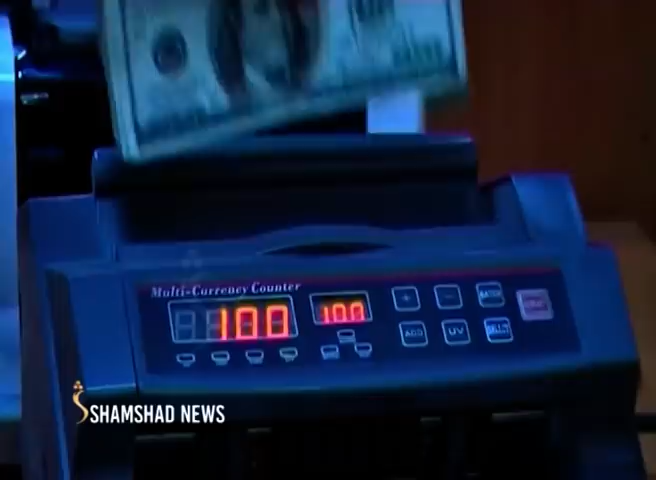 Multi-Currency Counter
100
100
+
−
ADD
UV
SHAMSHAD NEWS